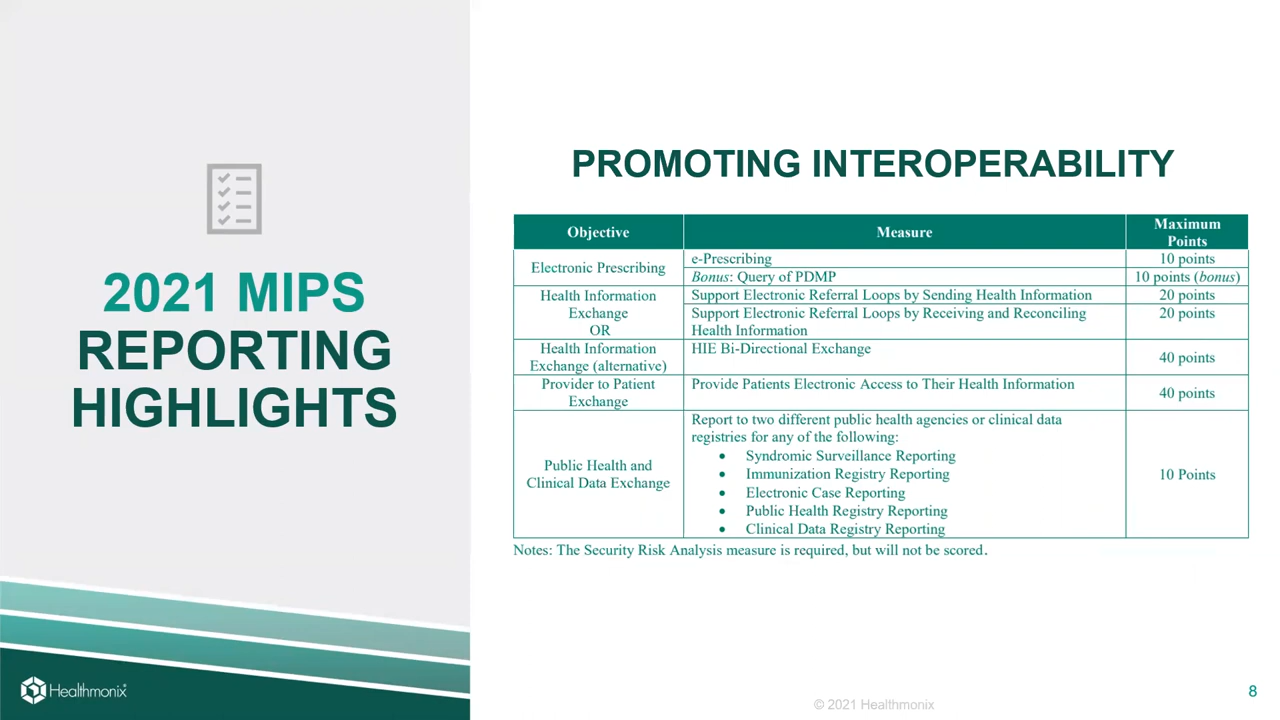 2021 MIPS
REPORTING
HIGHLIGHTS
Healthmonix
PROMOTING INTEROPERABILITY
Objective
Measure
Maximum
Points
Electronic Prescribing
e-Prescribing
10 points
Bonus: Query of PDMP
10 points (bonus)
Health Information
Exchange
OR
Support Electronic Referral Loops by Sending Health Information
20 points
Support Electronic Referral Loops by Receiving and Reconciling
Health Information
20 points
Health Information
Exchange (alternative)
HIE Bi-Directional Exchange
40 points
Provider to Patient
Exchange
Provide Patients Electronic Access to Their Health Information
40 points
Public Health and
Clinical Data Exchange
Report to two different public health agencies or clinical data
registries for any of the following:
• Syndromic Surveillance Reporting
• Immunization Registry Reporting
• Electronic Case Reporting
• Public Health Registry Reporting
• Clinical Data Registry Reporting
10 Points
Notes: The Security Risk Analysis measure is required, but will not be scored.
© 2021 Healthmonix
8